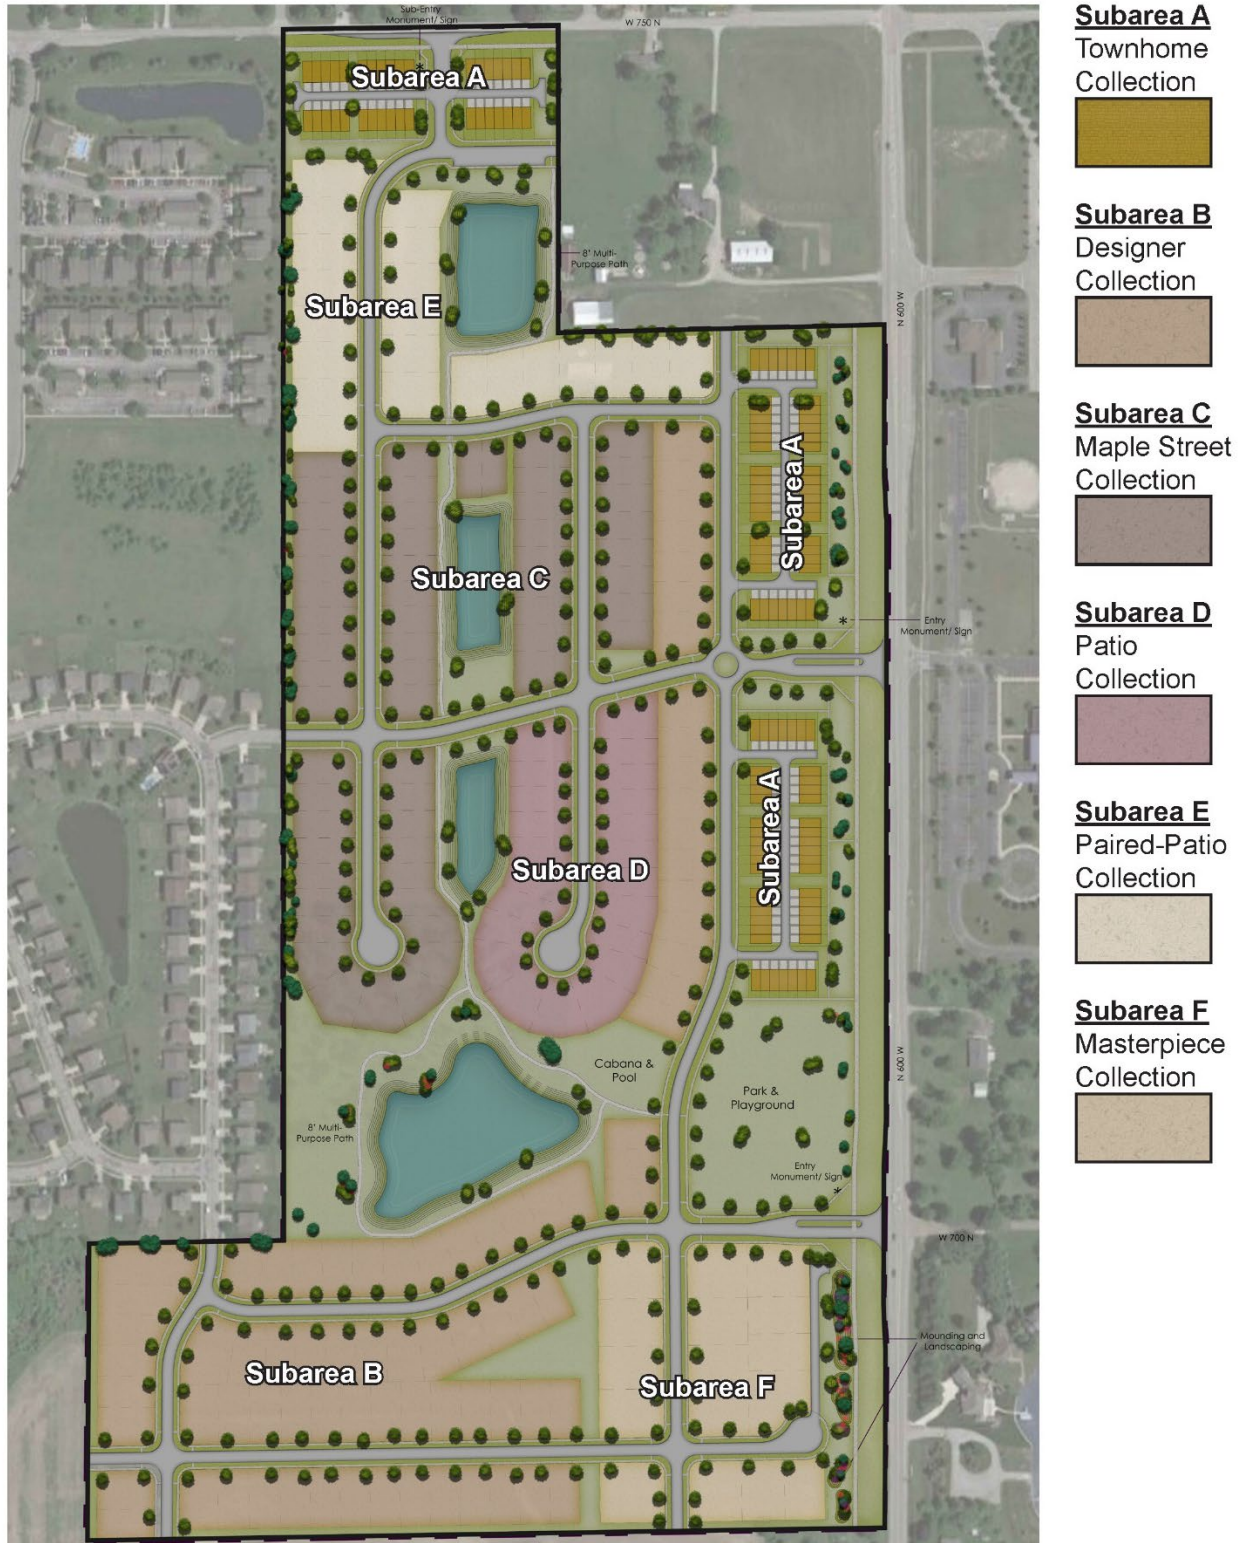 Sub-Entry
Monument/ Sign
W 750 N
Subarea A
8' Multi-
Purpose Path
Subarea E
N 600 W
Subarea A
Subarea C
Entry
Monument/ Sign
Subarea A
Subarea D
Cabana &
Pool
Park &
Playground
N 600 W
8' Multi-
Purpose Path
Entry
Monument/ Sign
W 700 N
Mounding and
Landscaping
Subarea B
Subarea F
Subarea A
Townhome
Collection
Subarea B
Designer
Collection
Subarea C
Maple Street
Collection
Subarea D
Patio
Collection
Subarea E
Paired-Patio
Collection
Subarea F
Masterpiece
Collection